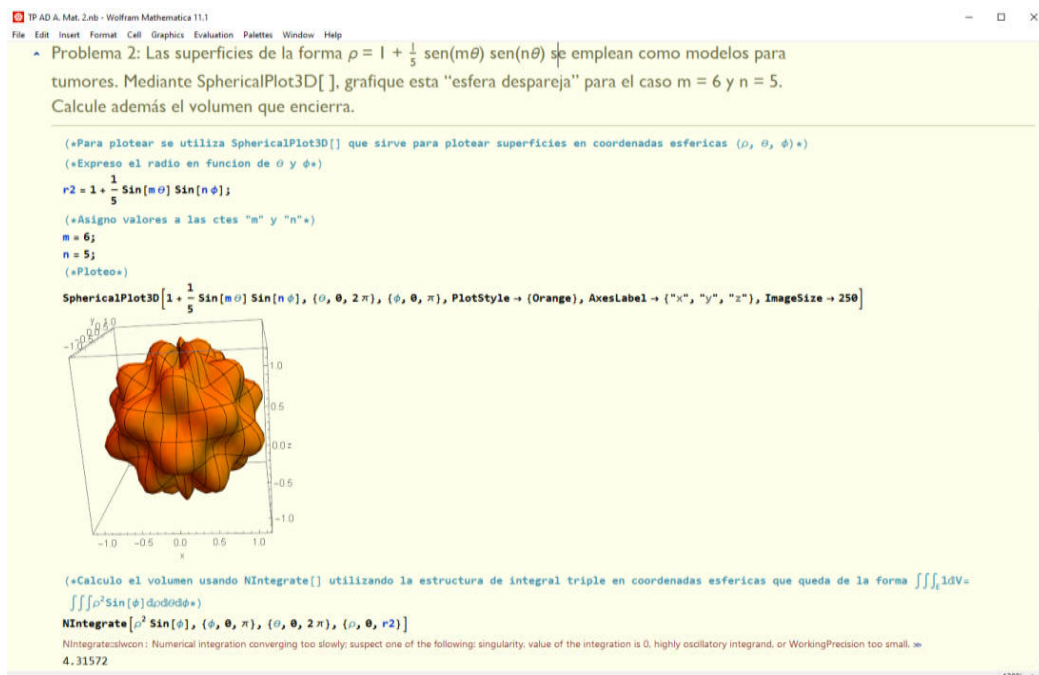 TP AD A. Mat. 2.nb - Wolfram Mathematica 11.1
File Edit Insert Format Cell Graphics Evaluation Palettes Window Help
Problema 2: Las superficies de la forma ρ = 1 + 1/5 sen(mθ) sen(nθ) se emplean como modelos para
tumores. Mediante SphericalPlot3D[ ], grafique esta “esfera despareja” para el caso m = 6 y n = 5.
Calcule además el volumen que encierra.
(*Para plotear se utiliza SphericalPlot3D[] que sirve para plotear superficies en coordenadas esfericas (ρ, θ, ϕ)*)
(*Expreso el radio en funcion de θ y ϕ*)
r2 = 1 + 1/5 Sin[m θ] Sin[n ϕ];
(*Asigno valores a las ctes "m" y "n"*)
m = 6;
n = 5;
(*Ploteo*)
SphericalPlot3D[1 + 1/5 Sin[m θ] Sin[n ϕ], {θ, 0, 2 π}, {ϕ, 0, π}, PlotStyle → {Orange}, AxesLabel → {"x", "y", "z"}, ImageSize → 250]
y
1.0
0.5
0.0 z
-0.5
-1.0
-1.0 -0.5 0.0 0.5 1.0
x
(*Calculo el volumen usando NIntegrate[] utilizando la estructura de integral triple en coordenadas esfericas que queda de la forma ∫∫∫E1dV=
∫∫∫ρ²Sin[ϕ]dρdθdϕ*)
NIntegrate[ρ² Sin[ϕ], {ϕ, 0, π}, {θ, 0, 2 π}, {ρ, 0, r2}]
NIntegrate::slwcon : Numerical integration converging too slowly; suspect one of the following: singularity, value of the integration is 0, highly oscillatory integrand, or WorkingPrecision too small. ≫
4.31572